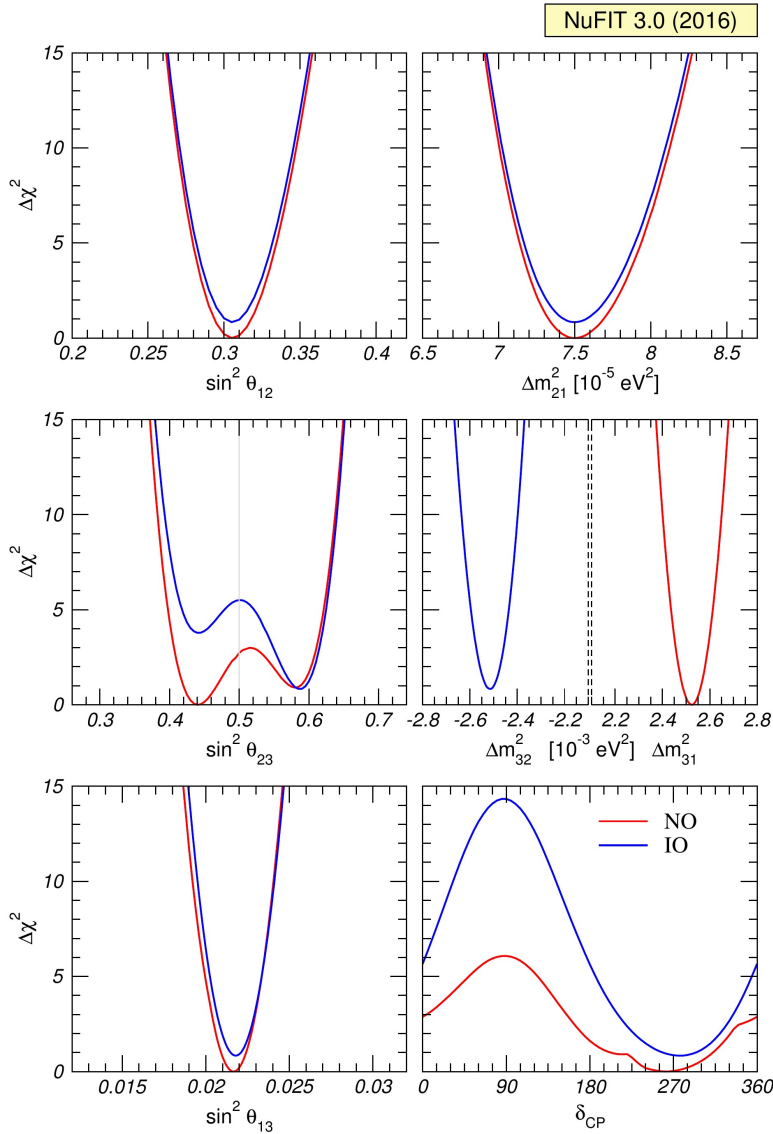 NuFIT 3.0 (2016)
15
10
5
0
Δχ²
0.2 0.25 0.3 0.35 0.4
sin² θ₁₂
6.5 7 7.5 8 8.5
Δm²₂₁ [10⁻⁵ eV²]
15
10
5
0
Δχ²
0.3 0.4 0.5 0.6 0.7
sin² θ₂₃
-2.8 -2.6 -2.4 -2.2 2.2 2.4 2.6 2.8
Δm²₃₂ [10⁻³ eV²] Δm²₃₁
15
10
5
0
Δχ²
0.015 0.02 0.025 0.03
sin² θ₁₃
NO
IO
0 90 180 270 360
δCP